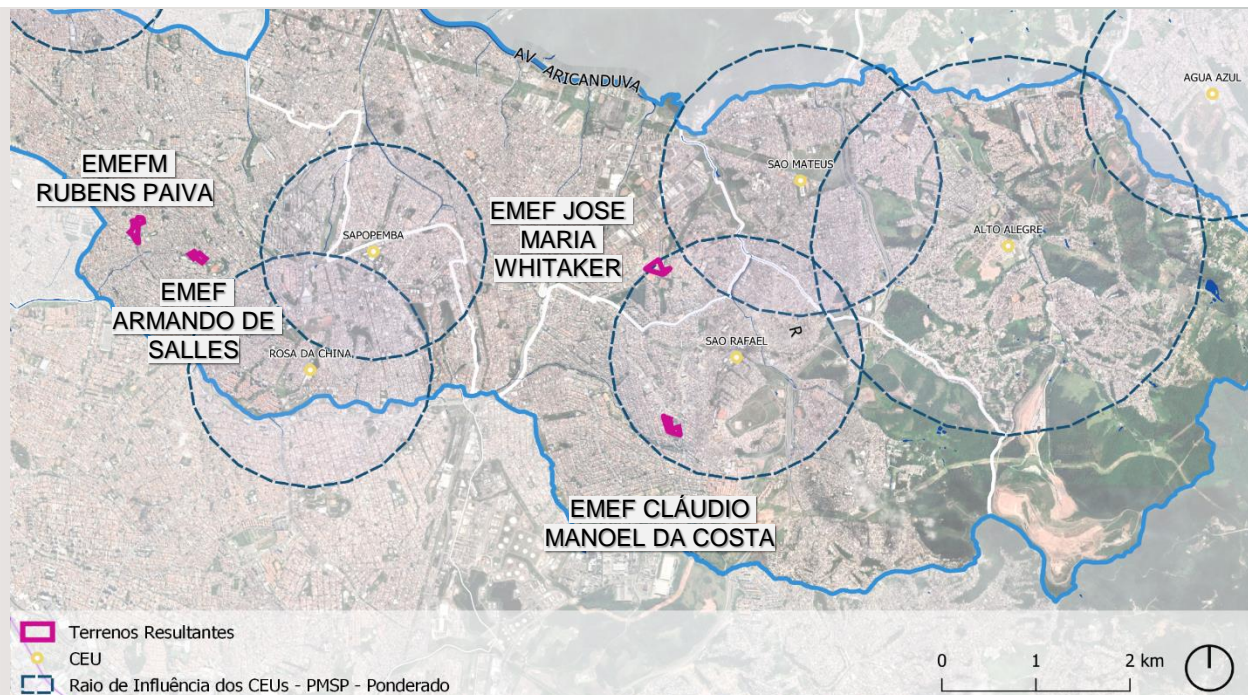 AV ARICANDUVA
AGUA AZUL
EMEFM
RUBENS PAIVA
SAO MATEUS
EMEF JOSE
MARIA
WHITAKER
SAPOPEMBA
ALTO ALEGRE
EMEF
ARMANDO DE
SALLES
ROSA DA CHINA
R
SAO RAFAEL
EMEF CLÁUDIO
MANOEL DA COSTA
Terrenos Resultantes
CEU
Raio de Influência dos CEUs - PMSP - Ponderado
0 1 2 km